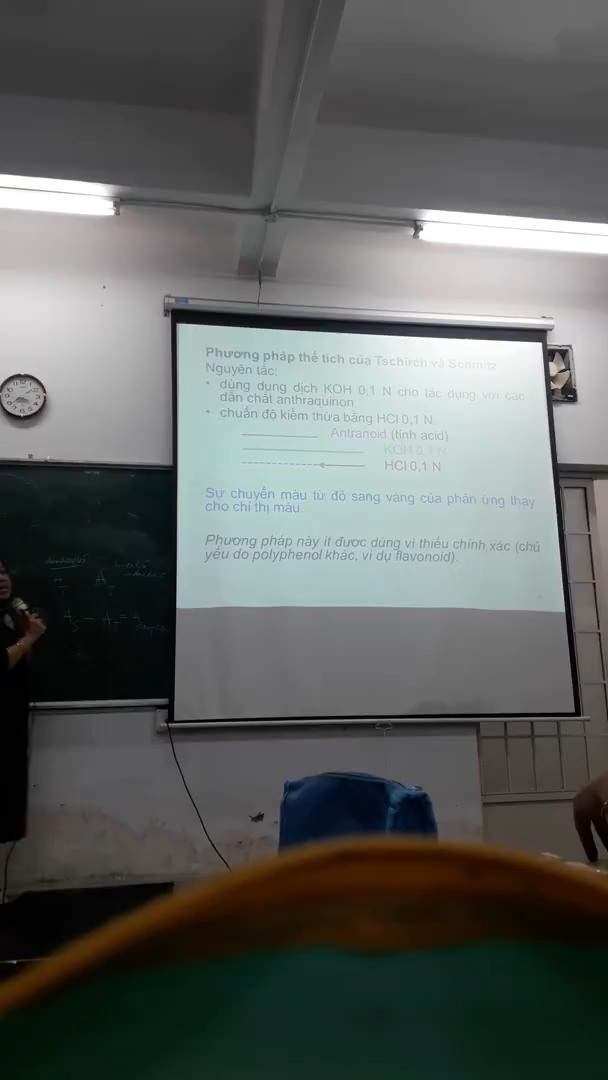 Phương pháp thể tích của Tschirch và Schmitz
Nguyên tắc:
• dùng dung dịch KOH 0,1 N cho tác dụng với các
dẫn chất anthraquinon
• chuẩn độ kiềm thừa bằng HCl 0,1 N.
Antranoid (tính acid)
KOH 0,1 N
HCl 0,1 N
Sự chuyển màu từ đỏ sang vàng của phản ứng thay
cho chỉ thị màu.
Phương pháp này ít được dùng vì thiếu chính xác (chủ
yếu do polyphenol khác, ví dụ flavonoid).
A_S - A_T =